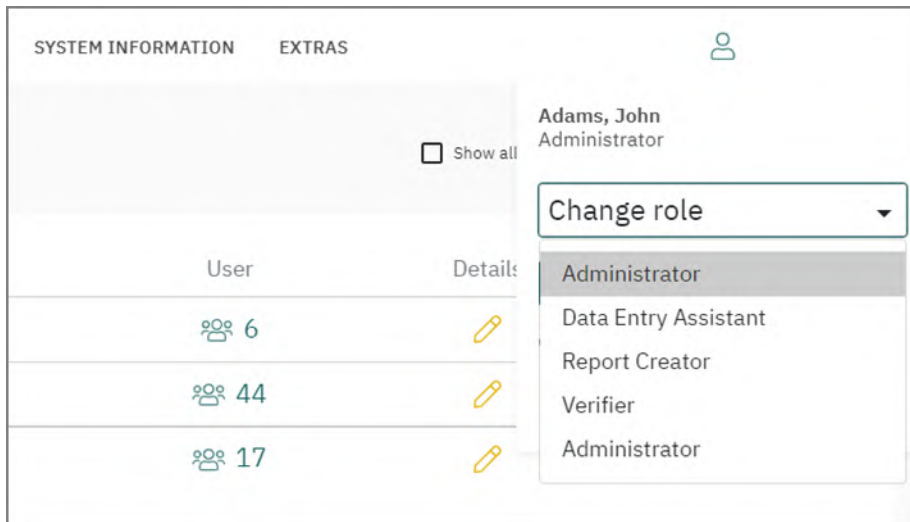 SYSTEM INFORMATION EXTRAS
Adams, John
Administrator
Show all
Change role
User Details
Administrator
Data Entry Assistant
Report Creator
Verifier
Administrator
6
44
17